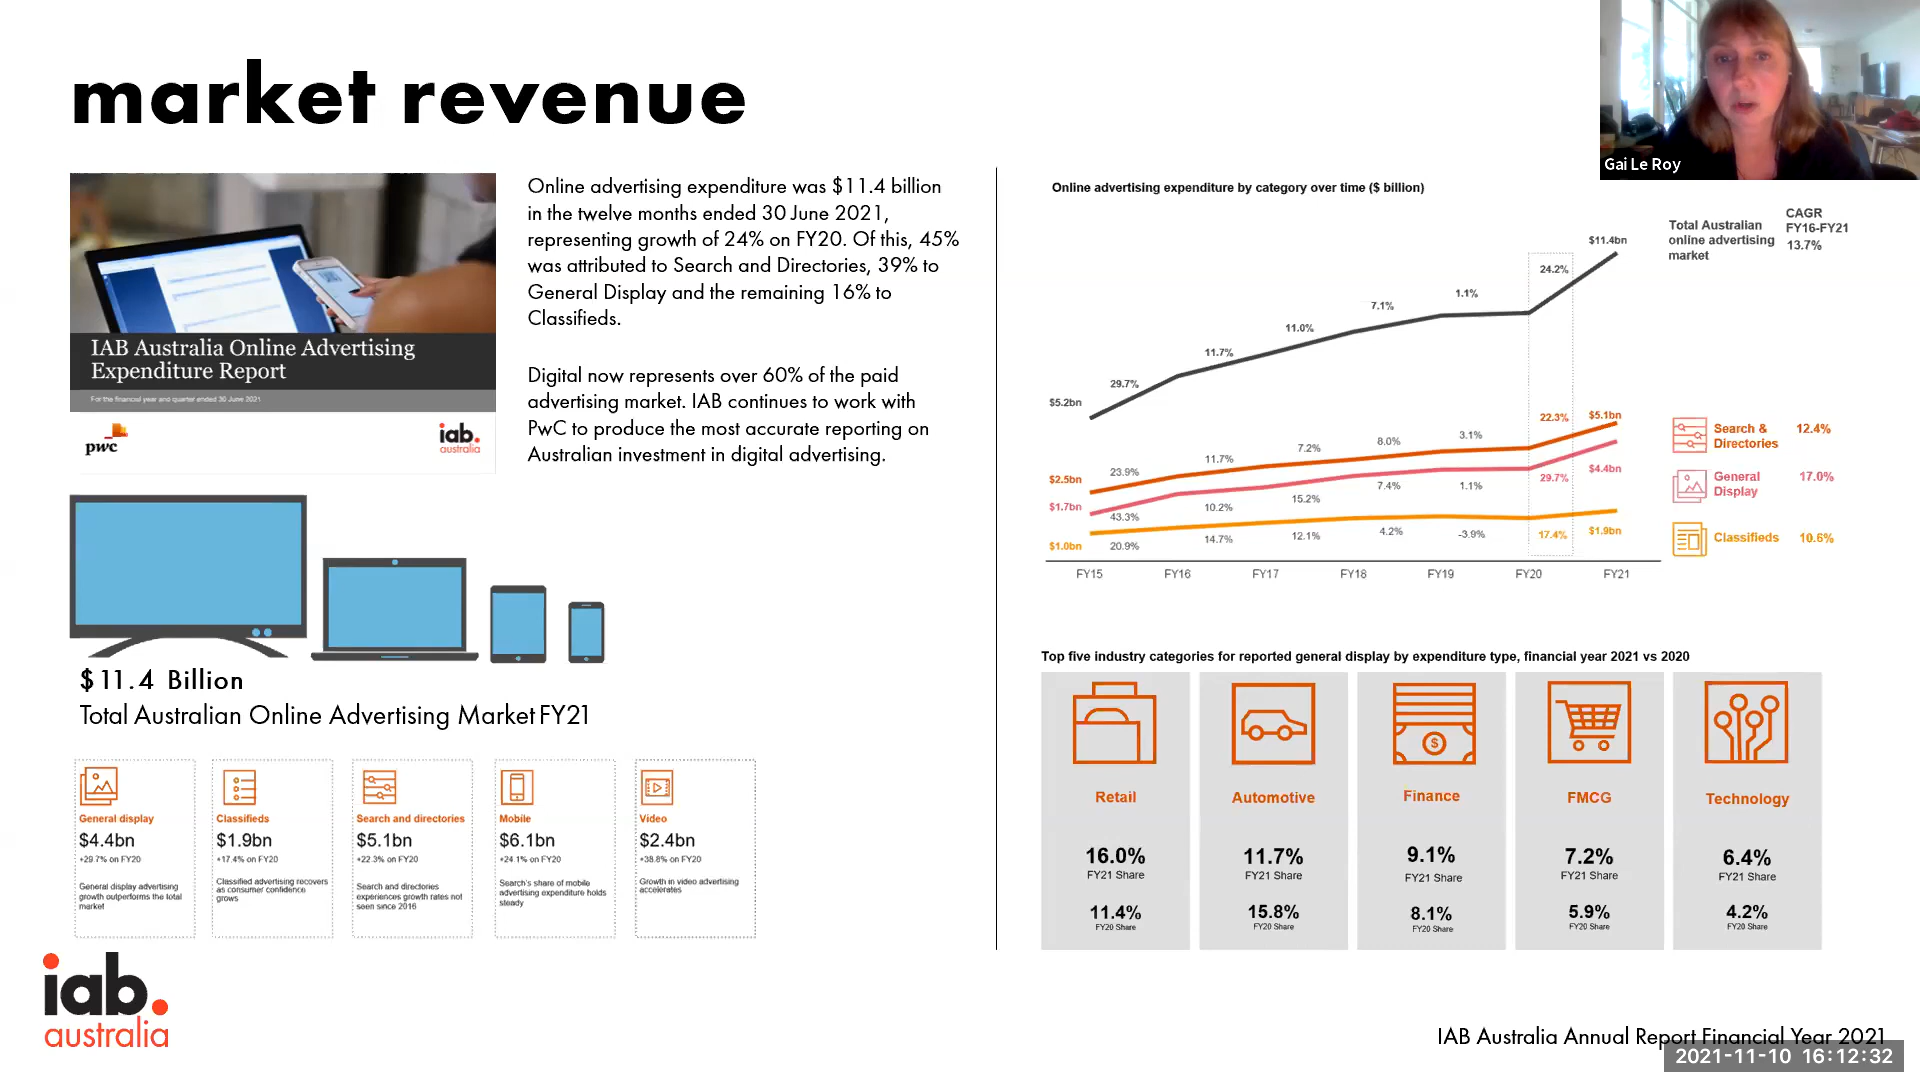 market revenue
Gai Le Roy
IAB Australia Online Advertising
Expenditure Report
For the financial year and quarter ended 30 June 2021
pwc
iab.
australia
Online advertising expenditure was $11.4 billion
in the twelve months ended 30 June 2021,
representing growth of 24% on FY20. Of this, 45%
was attributed to Search and Directories, 39% to
General Display and the remaining 16% to
Classifieds.
Digital now represents over 60% of the paid
advertising market. IAB continues to work with
PwC to produce the most accurate reporting on
Australian investment in digital advertising.
$11.4 Billion
Total Australian Online Advertising Market FY21
General display
$4.4bn
+29.7% on FY20
General display advertising
growth outperforms the total
market
Classifieds
$1.9bn
+17.4% on FY20
Classified advertising recovers
as consumer confidence
grows
Search and directories
$5.1bn
+22.3% on FY20
Search and directories
experiences growth rates not
seen since 2016
Mobile
$6.1bn
+24.1% on FY20
Search's share of mobile
advertising expenditure holds
steady
Video
$2.4bn
+38.8% on FY20
Growth in video advertising
accelerates
iab.
australia
Online advertising expenditure by category over time ($ billion)
Total Australian
online advertising
market
CAGR
FY16-FY21
13.7%
$5.2bn
29.7%
11.7%
11.0%
7.1%
1.1%
24.2%
$11.4bn
$2.5bn
23.9%
11.7%
7.2%
8.0%
3.1%
22.3%
$5.1bn
Search &
Directories
12.4%
$1.7bn
43.3%
10.2%
15.2%
7.4%
1.1%
29.7%
$4.4bn
General
Display
17.0%
$1.0bn
20.9%
14.7%
12.1%
4.2%
-3.9%
17.4%
$1.9bn
Classifieds
10.6%
FY15 FY16 FY17 FY18 FY19 FY20 FY21
Top five industry categories for reported general display by expenditure type, financial year 2021 vs 2020
$
Retail
16.0%
FY21 Share
11.4%
FY20 Share
Automotive
11.7%
FY21 Share
15.8%
FY20 Share
Finance
9.1%
FY21 Share
8.1%
FY20 Share
FMCG
7.2%
FY21 Share
5.9%
FY20 Share
Technology
6.4%
FY21 Share
4.2%
FY20 Share
IAB Australia Annual Report Financial Year 2021
2021-11-10 16:12:32